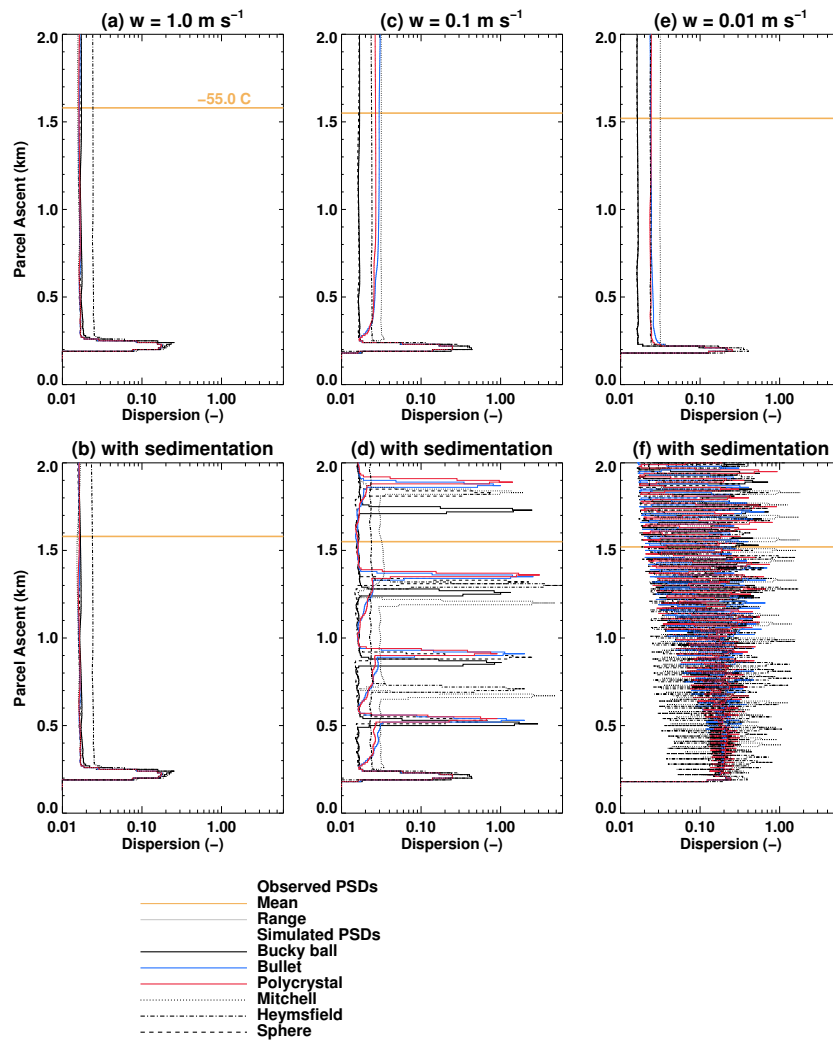 (a) w = 1.0 m s⁻¹
(c) w = 0.1 m s⁻¹
(e) w = 0.01 m s⁻¹
2.0
1.5
1.0
0.5
0.0
Parcel Ascent (km)
−55.0 C
0.01 0.10 1.00
Dispersion (−)
2.0
1.5
1.0
0.5
0.0
0.01 0.10 1.00
Dispersion (−)
2.0
1.5
1.0
0.5
0.0
0.01 0.10 1.00
Dispersion (−)
(b) with sedimentation
(d) with sedimentation
(f) with sedimentation
2.0
1.5
1.0
0.5
0.0
Parcel Ascent (km)
0.01 0.10 1.00
Dispersion (−)
2.0
1.5
1.0
0.5
0.0
0.01 0.10 1.00
Dispersion (−)
2.0
1.5
1.0
0.5
0.0
0.01 0.10 1.00
Dispersion (−)
Observed PSDs
Mean
Range
Simulated PSDs
Bucky ball
Bullet
Polycrystal
Mitchell
Heymsfield
Sphere